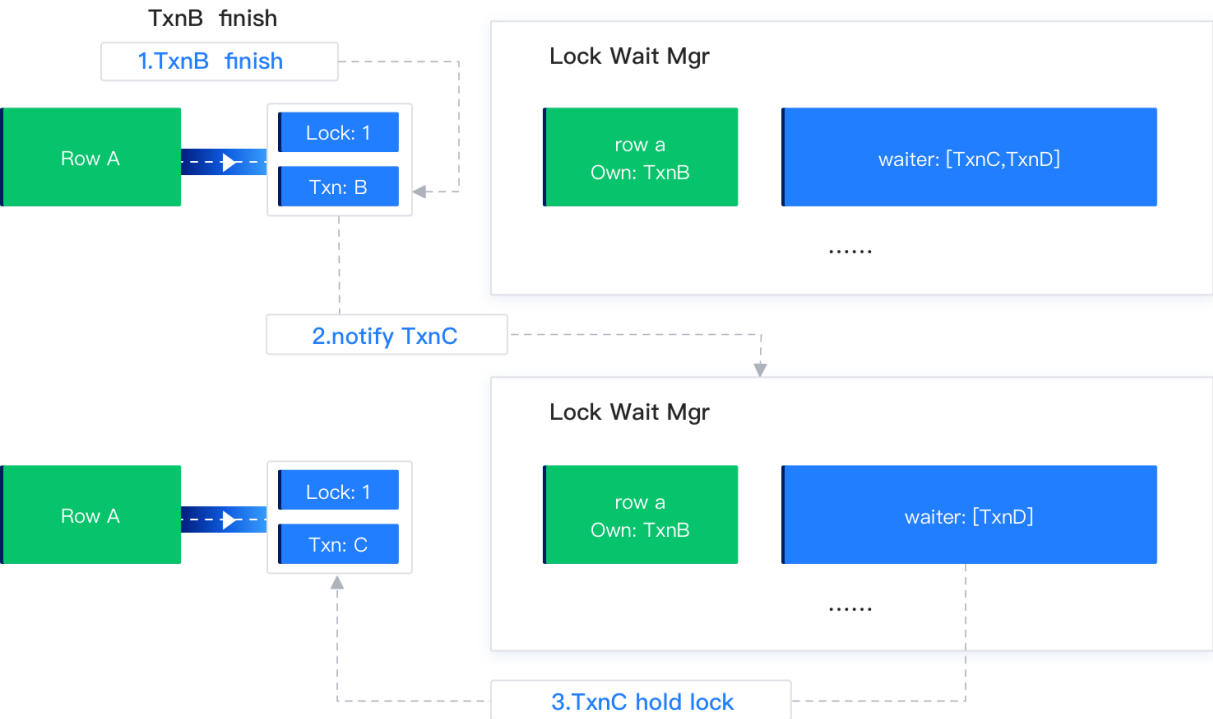 TxnB finish
1.TxnB finish
Lock Wait Mgr
Row A
Lock: 1
Txn: B
row a
Own: TxnB
waiter: [TxnC,TxnD]
......
2.notify TxnC
Lock Wait Mgr
Row A
Lock: 1
Txn: C
row a
Own: TxnB
waiter: [TxnD]
......
3.TxnC hold lock